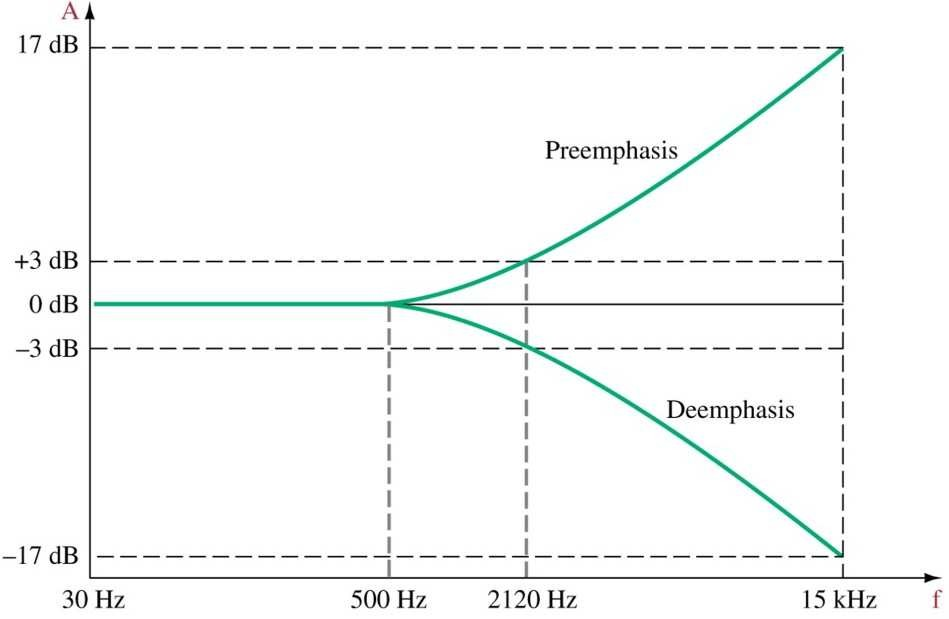 A
17 dB
Preemphasis
+3 dB
0 dB
−3 dB
Deemphasis
−17 dB
30 Hz 500 Hz 2120 Hz 15 kHz f